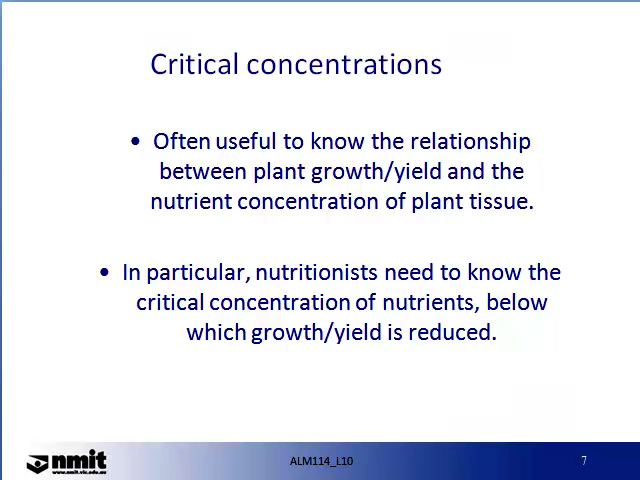 Critical concentrations
• Often useful to know the relationship
between plant growth/yield and the
nutrient concentration of plant tissue.
• In particular, nutritionists need to know the
critical concentration of nutrients, below
which growth/yield is reduced.
nmit
www.nmit.vic.edu.au
ALM114_L10
7